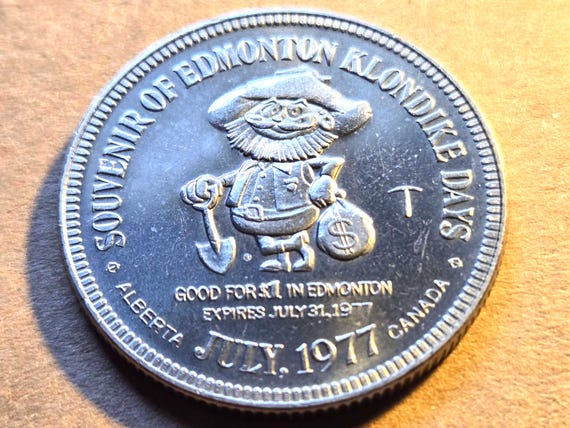 SOUVENIR OF EDMONTON KLONDIKE DAYS
$
GOOD FOR $1 IN EDMONTON
EXPIRES JULY 31, 1977
ALBERTA
JULY, 1977
CANADA